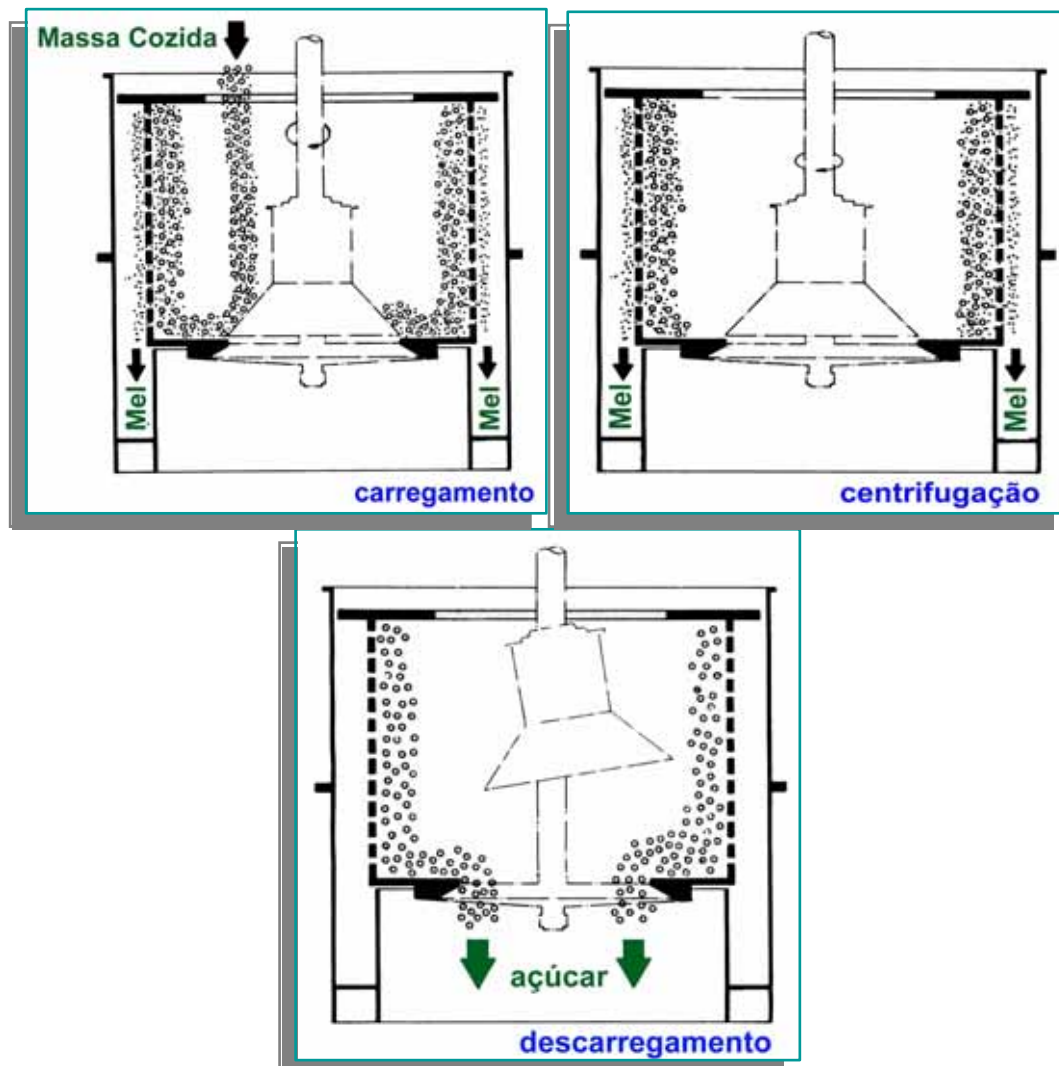 Massa Cozida
Mel
Mel
carregamento
Mel
Mel
centrifugação
açúcar
descarregamento